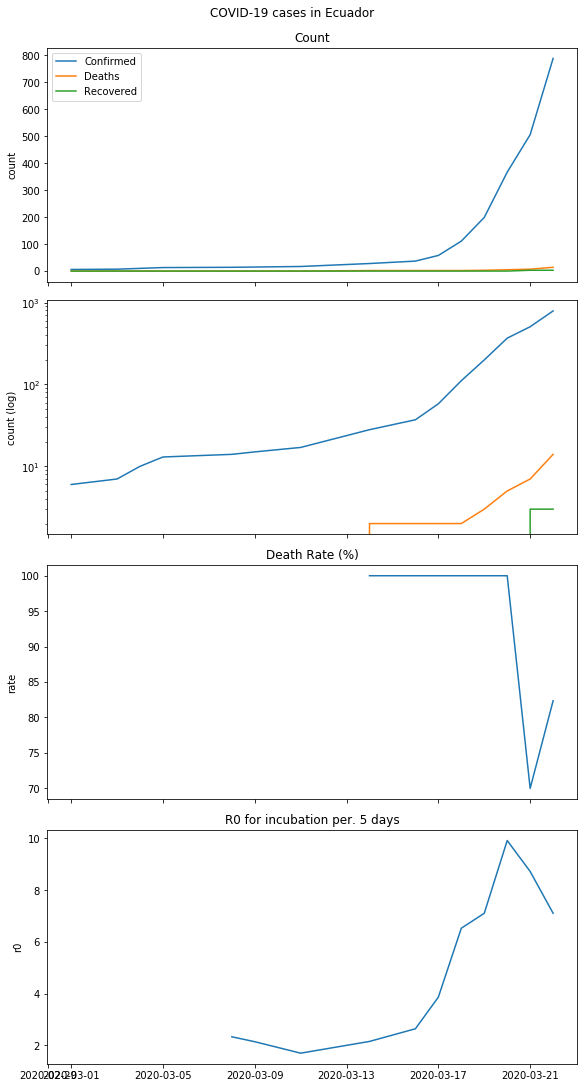 COVID-19 cases in Ecuador
Count
Confirmed
Deaths
Recovered
800
700
600
500
400
300
200
100
0
count
10³
10²
10¹
count (log)
Death Rate (%)
100
95
90
85
80
75
70
rate
R0 for incubation per. 5 days
10
8
6
4
2
r0
2020-02-29 2020-03-01 2020-03-05 2020-03-09 2020-03-13 2020-03-17 2020-03-21